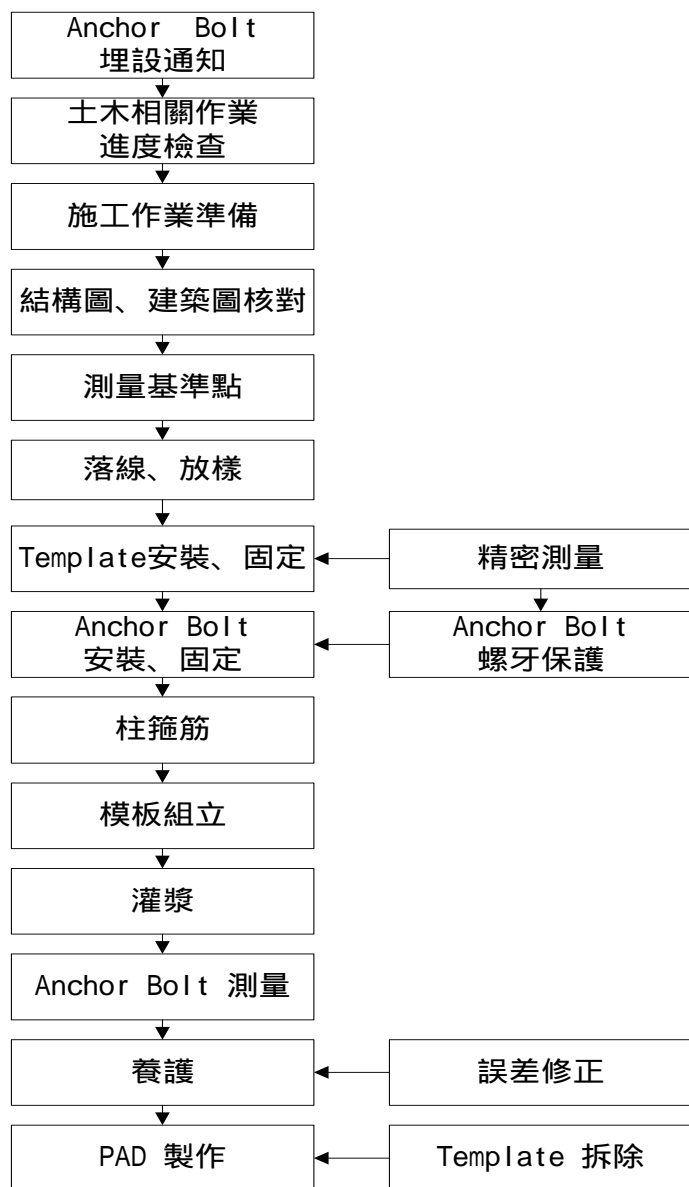 Anchor Bolt
埋設通知
土木相關作業
進度檢查
施工作業準備
結構圖、建築圖核對
測量基準點
落線、放樣
Template安裝、固定
精密測量
Anchor Bolt
安裝、固定
Anchor Bolt
螺牙保護
柱箍筋
模板組立
灌漿
Anchor Bolt 測量
養護
誤差修正
PAD 製作
Template 拆除